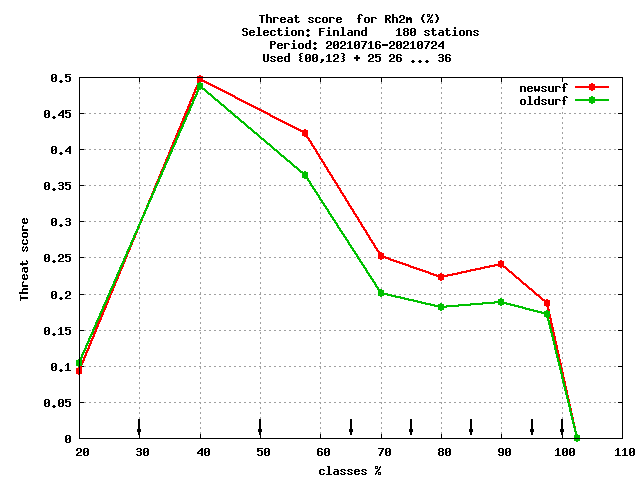 Threat score  for Rh2m (%)
Selection: Finland    180 stations
Period: 20210716-20210724
Used {00,12} + 25 26 ... 36
newsurf
oldsurf
0.5
0.45
0.4
0.35
0.3
0.25
0.2
0.15
0.1
0.05
0
Threat score
20 30 40 50 60 70 80 90 100 110
classes %